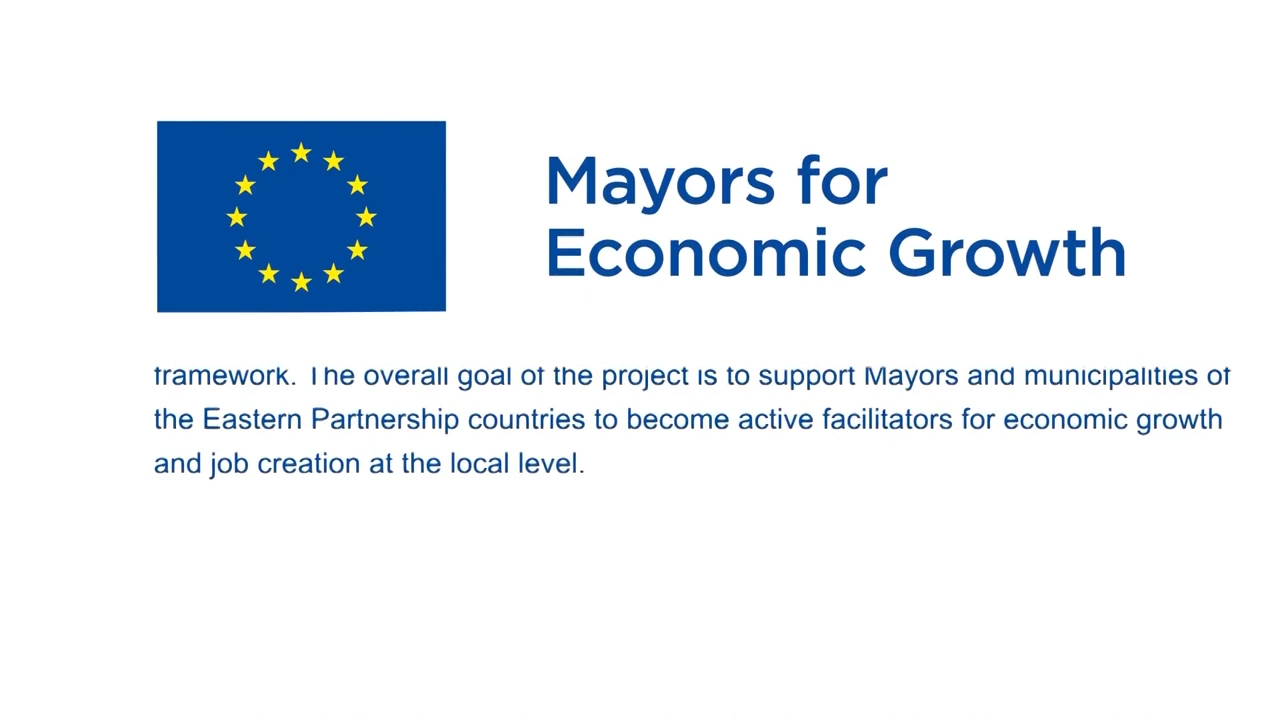 Mayors for
Economic Growth
framework. The overall goal of the project is to support Mayors and municipalities of
the Eastern Partnership countries to become active facilitators for economic growth
and job creation at the local level.